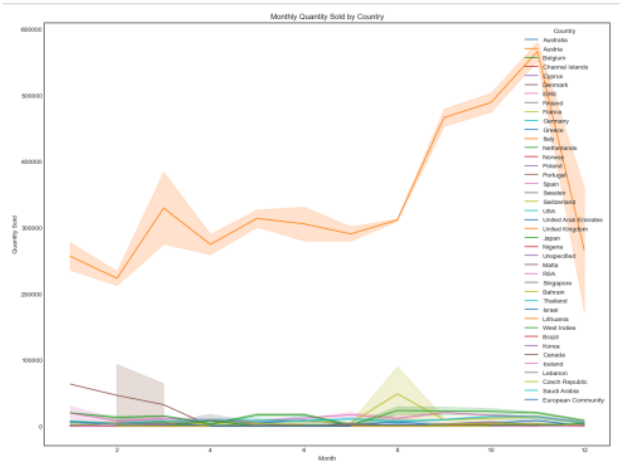 Monthly Quantity Sold by Country
600000
500000
400000
300000
200000
100000
0
Quantity Sold
2
4
6
8
10
12
Month
Country
Australia
Austria
Belgium
Channel Islands
Cyprus
Denmark
EIRE
Finland
France
Germany
Greece
Italy
Netherlands
Norway
Poland
Portugal
Spain
Sweden
Switzerland
USA
United Arab Emirates
United Kingdom
Japan
Nigeria
Unspecified
Malta
RSA
Singapore
Bahrain
Thailand
Israel
Lithuania
West Indies
Brazil
Korea
Canada
Iceland
Lebanon
Czech Republic
Saudi Arabia
European Community